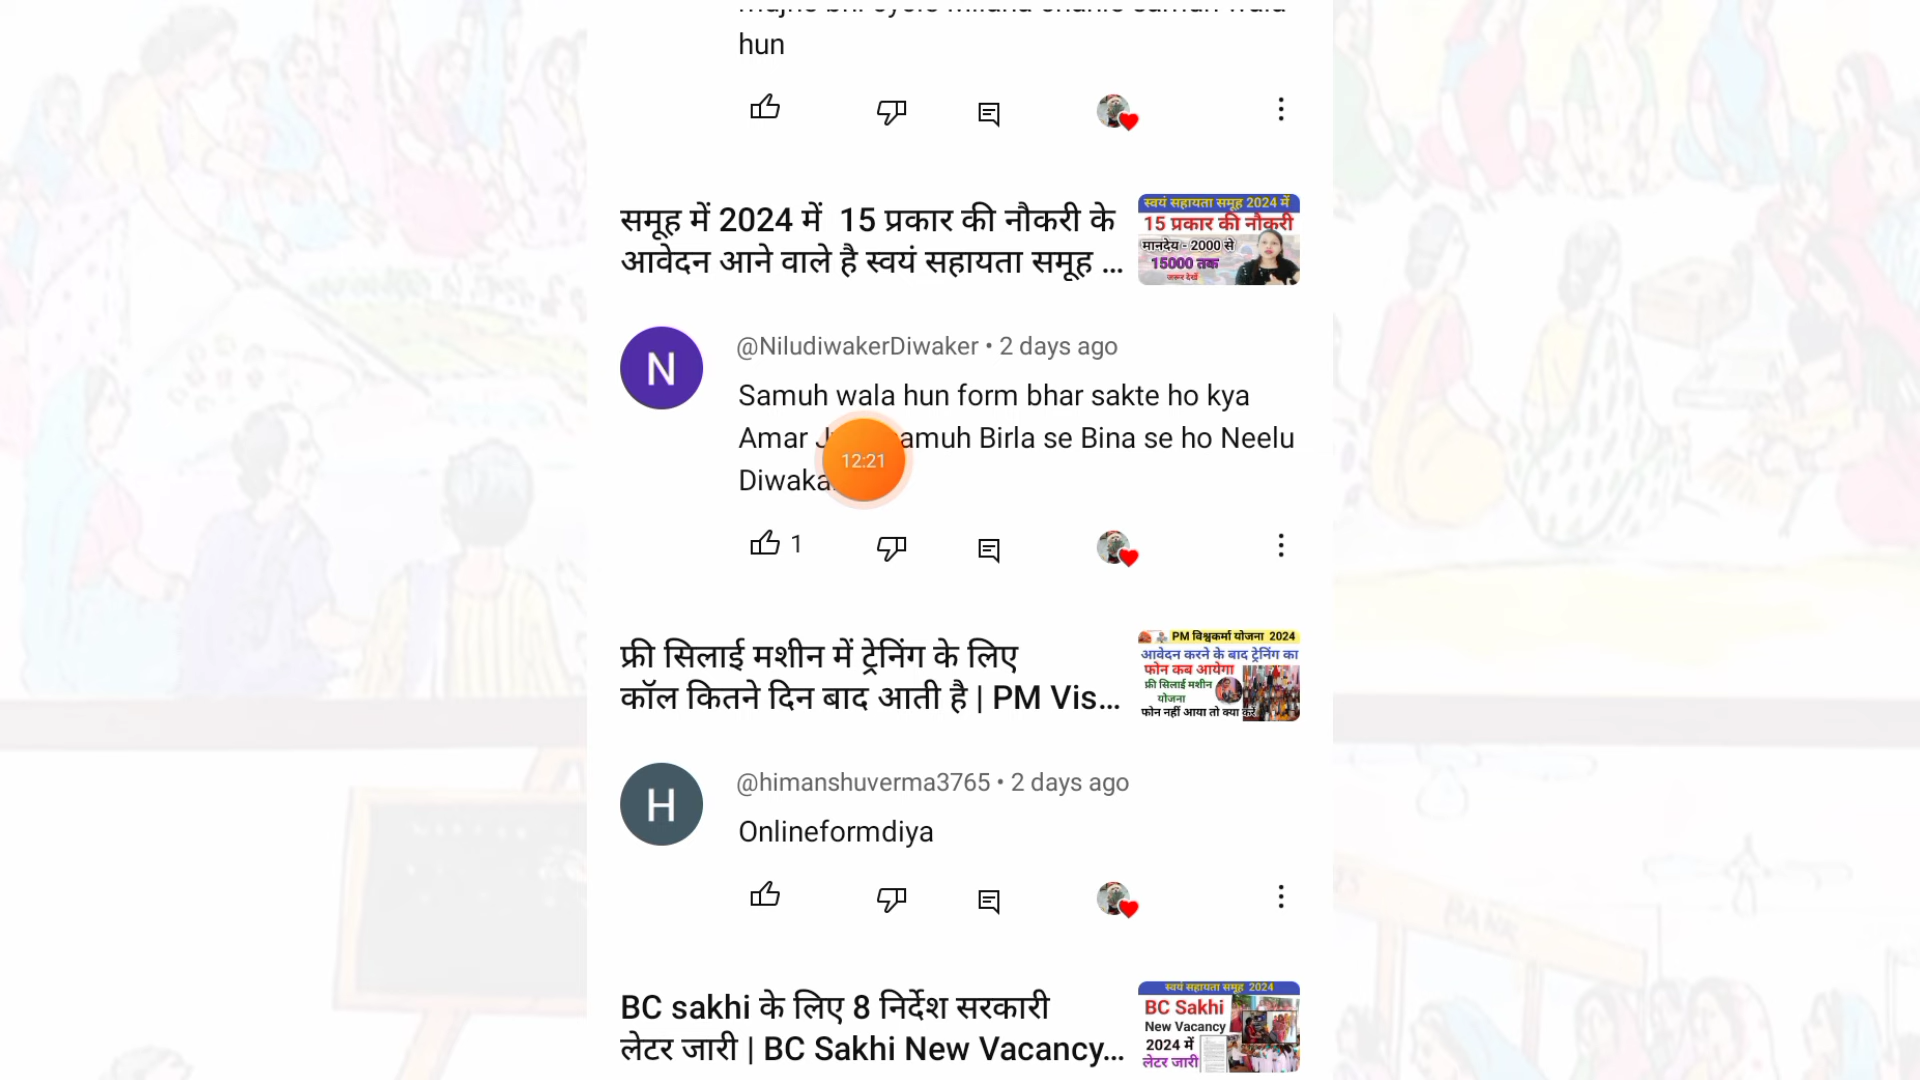 hun
समूह में 2024 में 15 प्रकार की नौकरी के
आवेदन आने वाले है स्वयं सहायता समूह ...
स्वयं सहायता समूह 2024 में
15 प्रकार की नौकरी
मानदेय - 2000 से
15000 तक
जरूर देखें
N
@NiludiwakerDiwaker • 2 days ago
Samuh wala hun form bhar sakte ho kya
Amar amuh Birla se Bina se ho Neelu
Diwaka
12:21
1
फ्री सिलाई मशीन में ट्रेनिंग के लिए
कॉल कितने दिन बाद आती है | PM Vis...
PM विश्वकर्मा योजना 2024
आवेदन करने के बाद ट्रेनिंग का
फोन कब आयेगा
फ्री सिलाई मशीन
योजना
फोन नहीं आया तो क्या करें
H
@himanshuverma3765 • 2 days ago
Onlineformdiya
BC sakhi के लिए 8 निर्देश सरकारी
लेटर जारी | BC Sakhi New Vacancy...
स्वयं सहायता समूह 2024
BC Sakhi
New Vacancy
2024 में
लेटर जारी
BANK